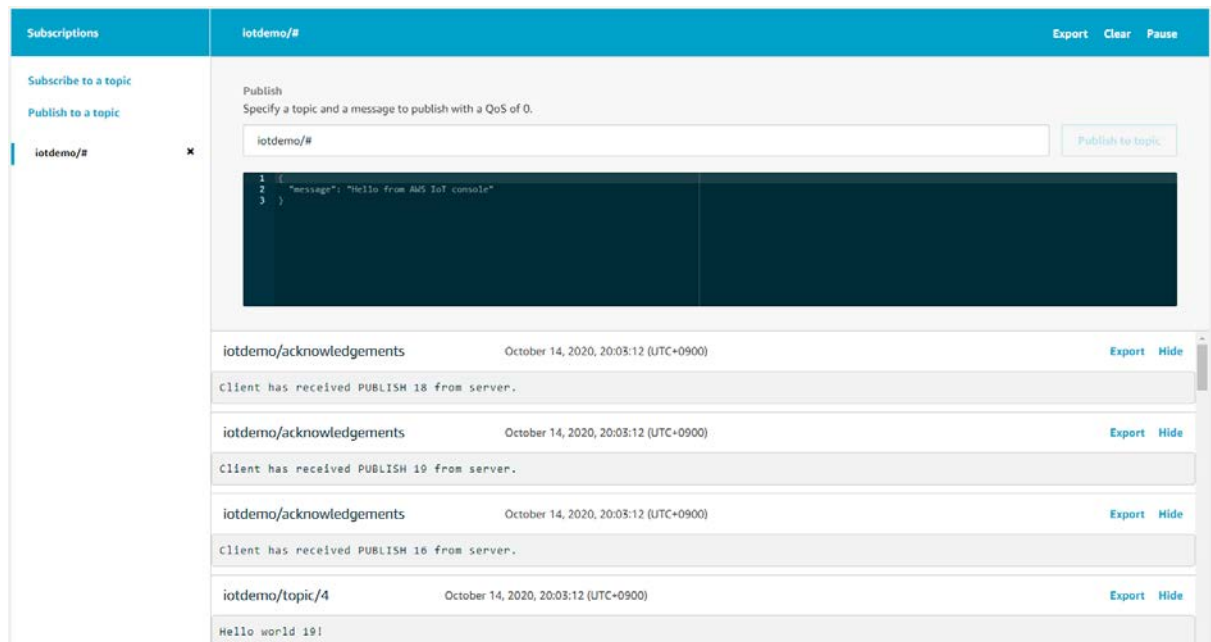 Subscriptions
iotdemo/#
Export Clear Pause
Subscribe to a topic
Publish to a topic
iotdemo/# ✖
Publish
Specify a topic and a message to publish with a QoS of 0.
iotdemo/#
Publish to topic
1 {
2 "message": "Hello from AWS IoT console"
3 }
iotdemo/acknowledgements October 14, 2020, 20:03:12 (UTC+0900) Export Hide
Client has received PUBLISH 18 from server.
iotdemo/acknowledgements October 14, 2020, 20:03:12 (UTC+0900) Export Hide
Client has received PUBLISH 19 from server.
iotdemo/acknowledgements October 14, 2020, 20:03:12 (UTC+0900) Export Hide
Client has received PUBLISH 16 from server.
iotdemo/topic/4 October 14, 2020, 20:03:12 (UTC+0900) Export Hide
Hello world 19!